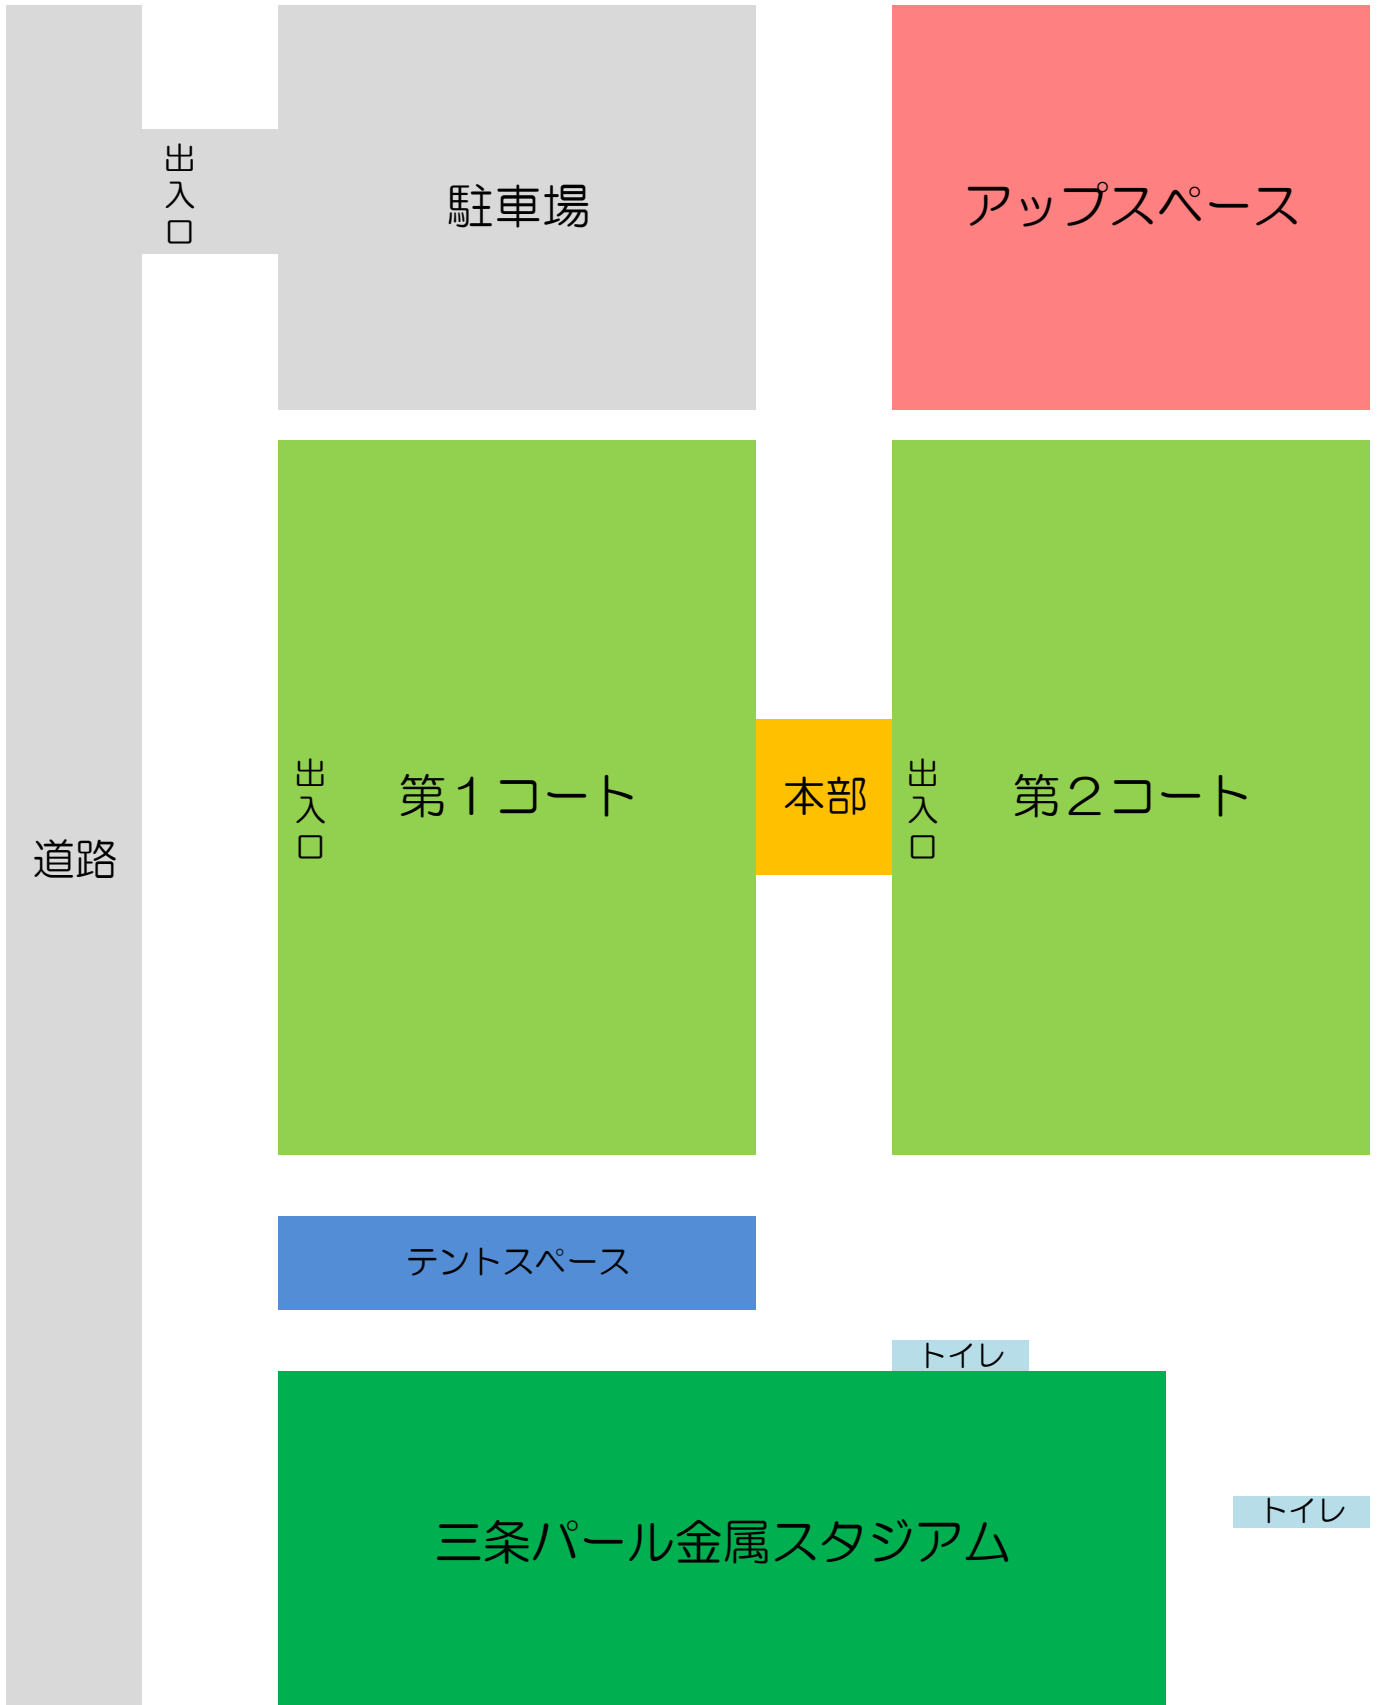 出入口
駐車場
アップスペース
出入口
第１コート
本部
出入口
第２コート
道路
テントスペース
トイレ
トイレ
三条パール金属スタジアム